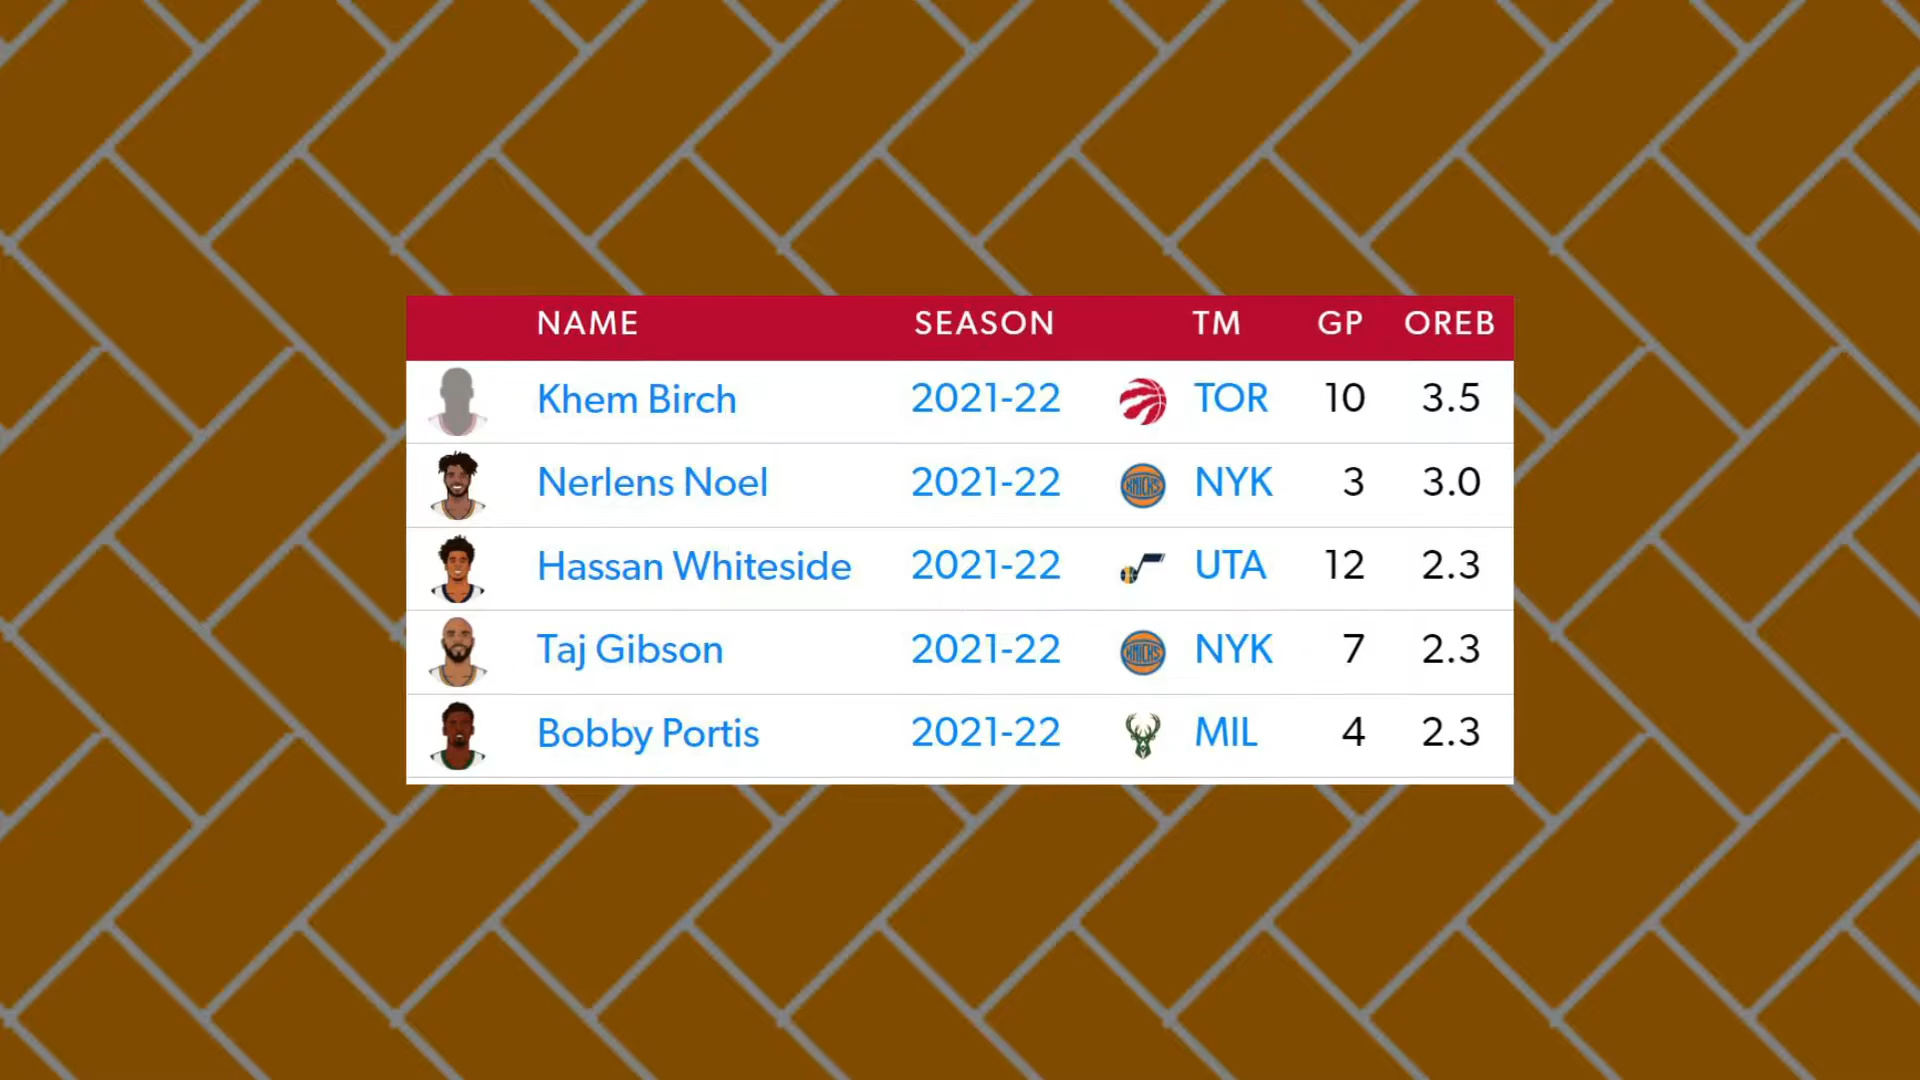 NAME SEASON TM GP OREB
Khem Birch 2021-22 TOR 10 3.5
Nerlens Noel 2021-22 KNICKS NYK 3 3.0
Hassan Whiteside 2021-22 UTA 12 2.3
Taj Gibson 2021-22 KNICKS NYK 7 2.3
Bobby Portis 2021-22 MIL 4 2.3